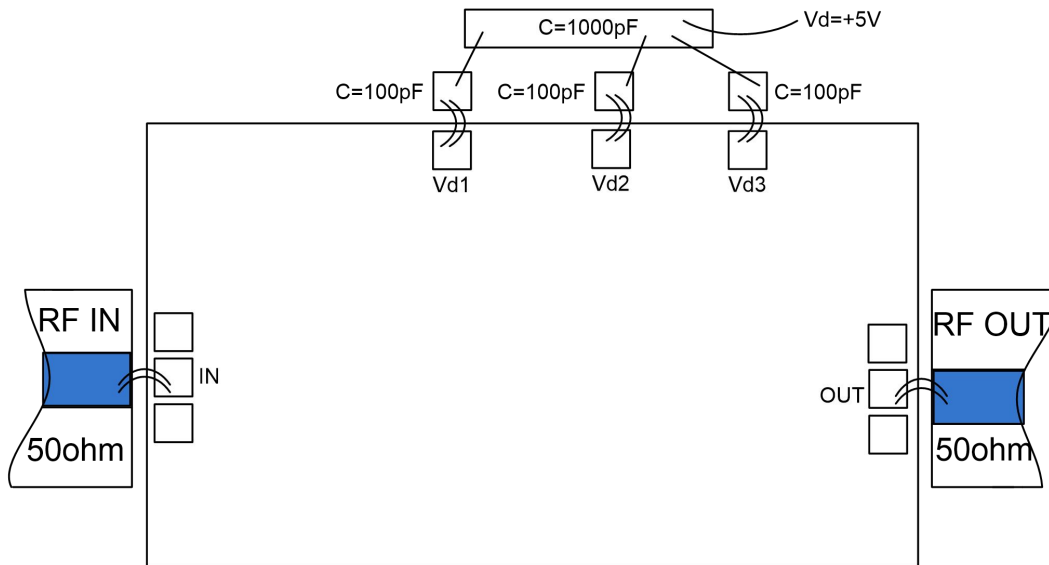 C=1000pF
Vd=+5V
C=100pF
C=100pF
C=100pF
Vd1
Vd2
Vd3
RF IN
RF OUT
IN
OUT
50ohm
50ohm